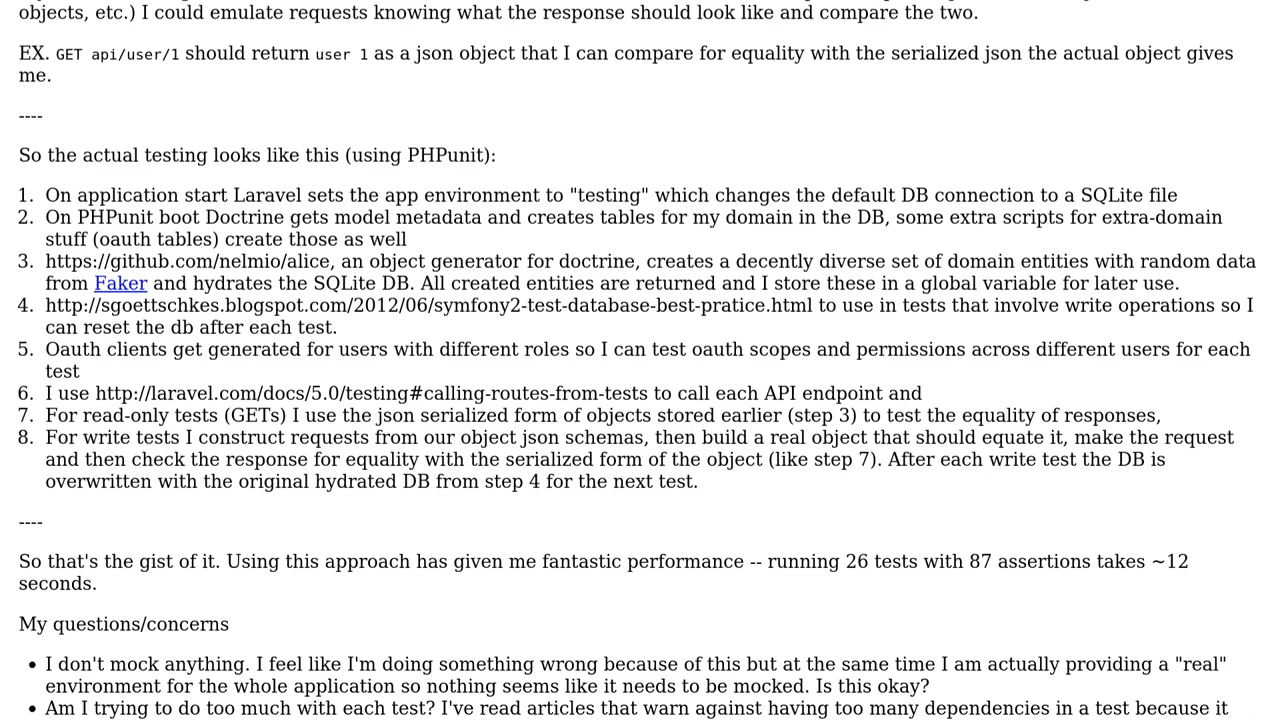 objects, etc.) I could emulate requests knowing what the response should look like and compare the two.
EX. GET api/user/1 should return user 1 as a json object that I can compare for equality with the serialized json the actual object gives
me.
----
So the actual testing looks like this (using PHPunit):
1. On application start Laravel sets the app environment to "testing" which changes the default DB connection to a SQLite file
2. On PHPunit boot Doctrine gets model metadata and creates tables for my domain in the DB, some extra scripts for extra-domain
stuff (oauth tables) create those as well
3. https://github.com/nelmio/alice, an object generator for doctrine, creates a decently diverse set of domain entities with random data
from Faker and hydrates the SQLite DB. All created entities are returned and I store these in a global variable for later use.
4. http://sgoettschkes.blogspot.com/2012/06/symfony2-test-database-best-pratice.html to use in tests that involve write operations so I
can reset the db after each test.
5. Oauth clients get generated for users with different roles so I can test oauth scopes and permissions across different users for each
test
6. I use http://laravel.com/docs/5.0/testing#calling-routes-from-tests to call each API endpoint and
7. For read-only tests (GETs) I use the json serialized form of objects stored earlier (step 3) to test the equality of responses,
8. For write tests I construct requests from our object json schemas, then build a real object that should equate it, make the request
and then check the response for equality with the serialized form of the object (like step 7). After each write test the DB is
overwritten with the original hydrated DB from step 4 for the next test.
----
So that's the gist of it. Using this approach has given me fantastic performance -- running 26 tests with 87 assertions takes ~12
seconds.
My questions/concerns
• I don't mock anything. I feel like I'm doing something wrong because of this but at the same time I am actually providing a "real"
environment for the whole application so nothing seems like it needs to be mocked. Is this okay?
• Am I trying to do too much with each test? I've read articles that warn against having too many dependencies in a test because it